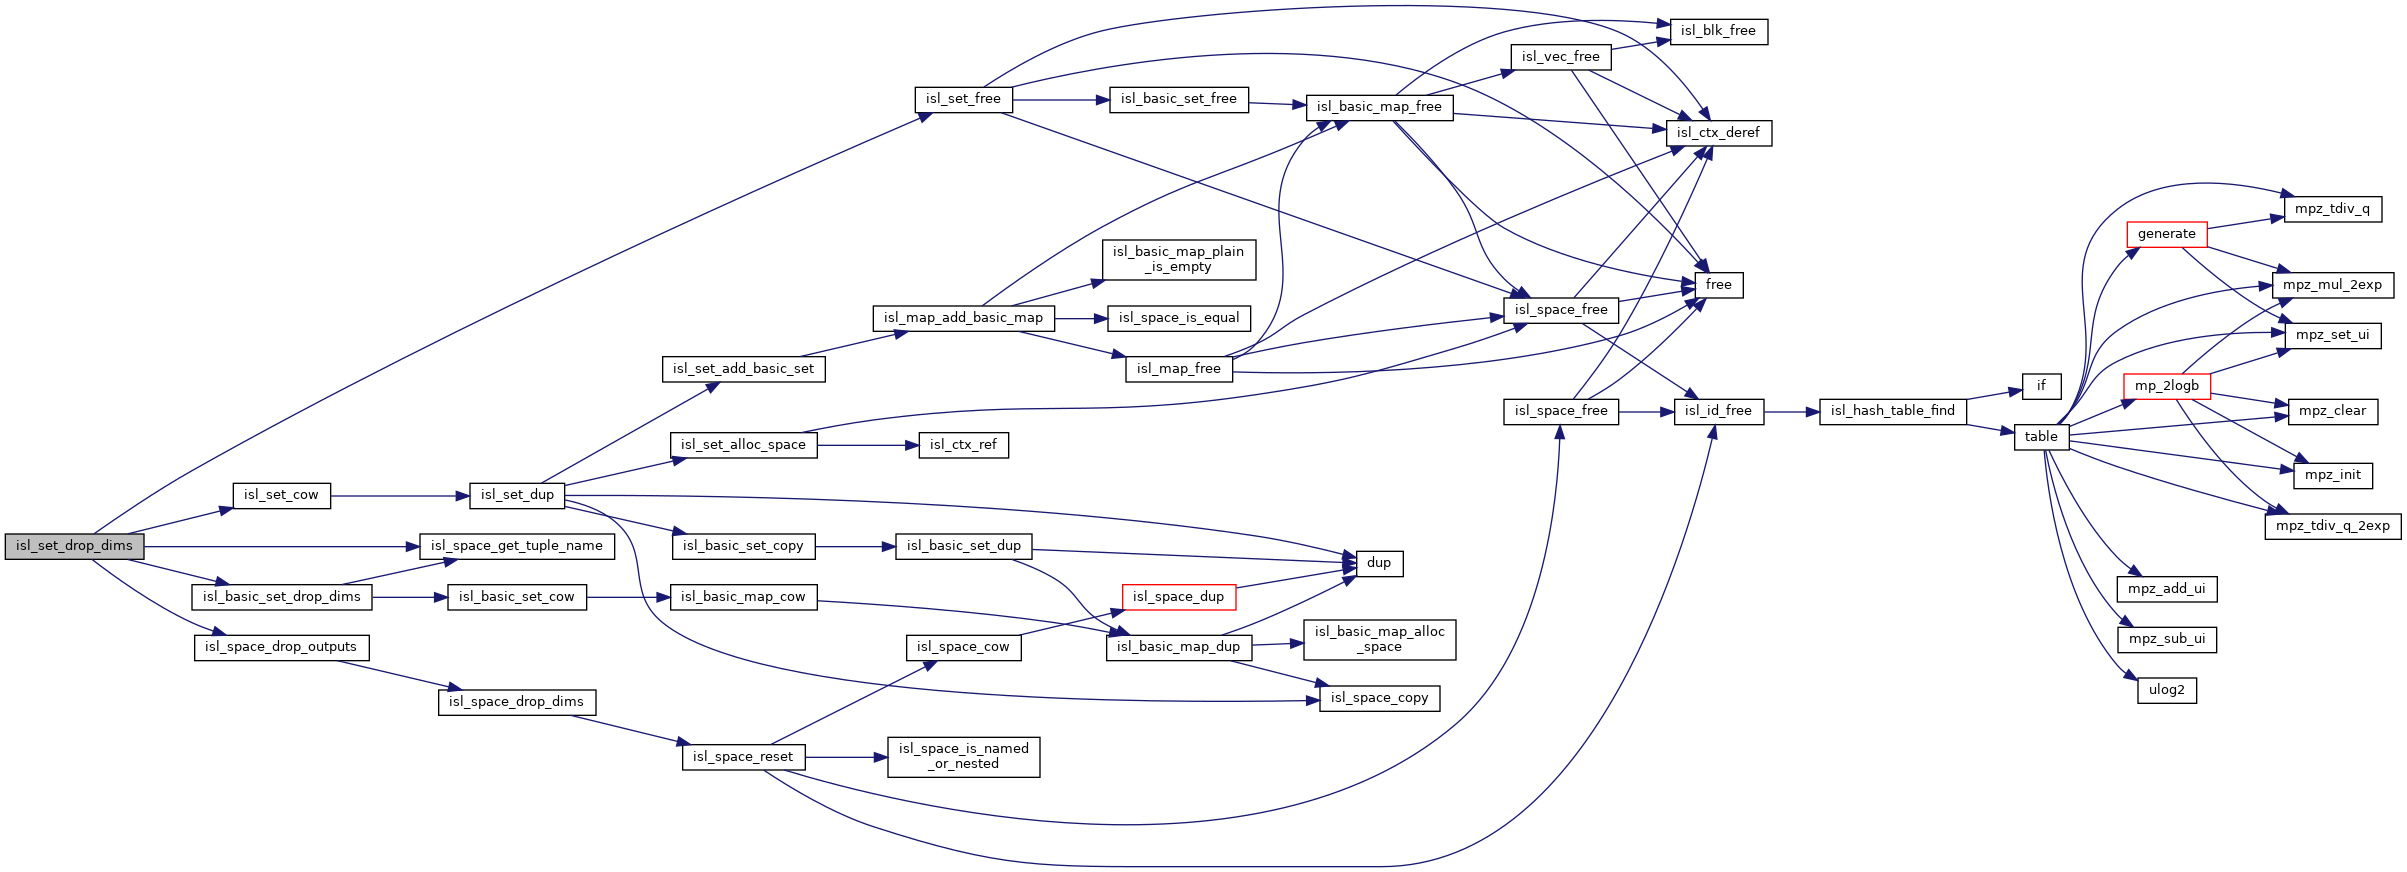 isl_set_drop_dims
isl_set_cow
isl_space_get_tuple_name
isl_basic_set_drop_dims
isl_space_drop_outputs
isl_set_dup
isl_basic_set_cow
isl_space_drop_dims
isl_set_add_basic_set
isl_set_alloc_space
isl_basic_set_copy
isl_basic_map_cow
isl_space_reset
isl_set_free
isl_map_add_basic_map
isl_ctx_ref
isl_basic_set_dup
isl_space_cow
isl_space_is_named
_or_nested
isl_basic_set_free
isl_basic_map_plain
_is_empty
isl_space_is_equal
isl_map_free
isl_space_dup
isl_basic_map_dup
isl_basic_map_free
dup
isl_basic_map_alloc
_space
isl_space_copy
isl_vec_free
isl_space_free
isl_space_free
isl_blk_free
isl_ctx_deref
free
isl_id_free
isl_hash_table_find
if
table
generate
mp_2logb
mpz_add_ui
mpz_sub_ui
ulog2
mpz_tdiv_q
mpz_mul_2exp
mpz_set_ui
mpz_clear
mpz_init
mpz_tdiv_q_2exp